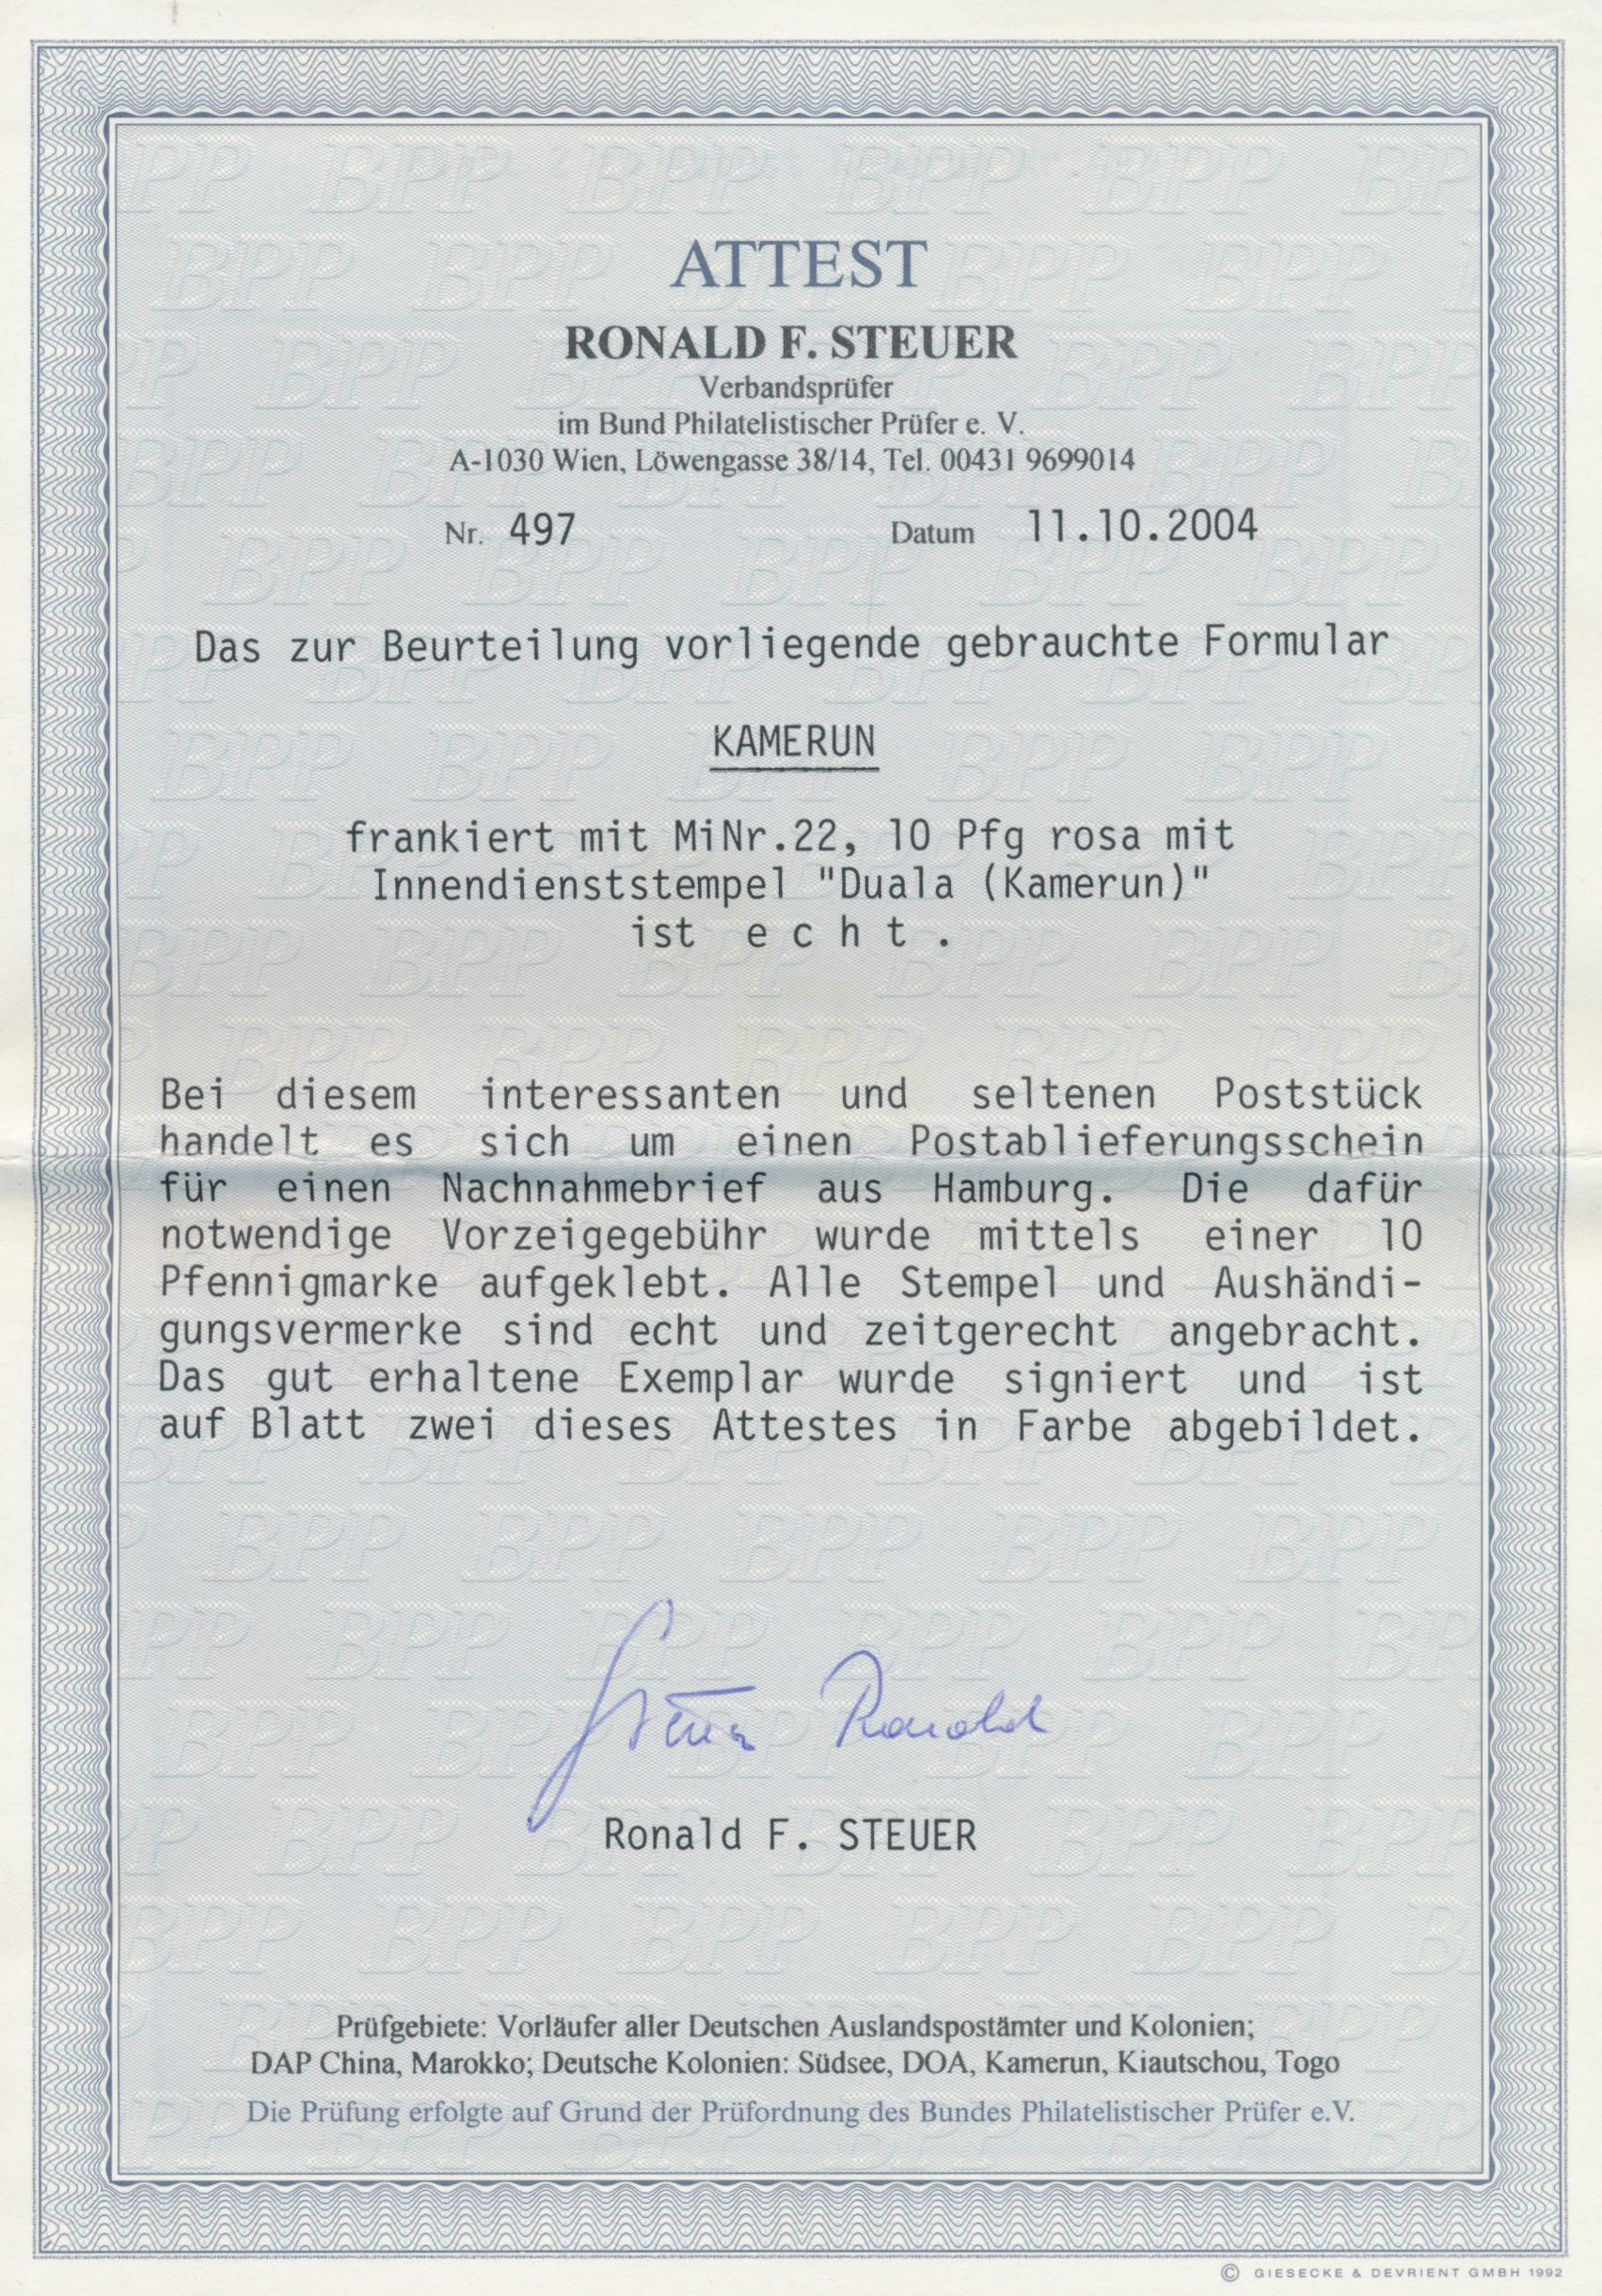 ATTEST
RONALD F. STEUER
Verbandsprüfer
im Bund Philatelistischer Prüfer e. V.
A-1030 Wien, Löwengasse 38/14, Tel. 00431 9699014
Nr. 497 Datum 11.10.2004
Das zur Beurteilung vorliegende gebrauchte Formular
KAMERUN
frankiert mit MiNr.22, 10 Pfg rosa mit
Innendienststempel "Duala (Kamerun)"
ist e c h t .
Bei diesem interessanten und seltenen Poststück
handelt es sich um einen Postablieferungsschein
für einen Nachnahmebrief aus Hamburg. Die dafür
notwendige Vorzeigegebühr wurde mittels einer 10
Pfennigmarke aufgeklebt. Alle Stempel und Aushändi-
gungsvermerke sind echt und zeitgerecht angebracht.
Das gut erhaltene Exemplar wurde signiert und ist
auf Blatt zwei dieses Attestes in Farbe abgebildet.
Steuer Ronald
Ronald F. STEUER
Prüfgebiete: Vorläufer aller Deutschen Auslandspostämter und Kolonien;
DAP China, Marokko; Deutsche Kolonien: Südsee, DOA, Kamerun, Kiautschou, Togo
Die Prüfung erfolgte auf Grund der Prüfordnung des Bundes Philatelistischer Prüfer e.V.
© GIESECKE & DEVRIENT GMBH 1992